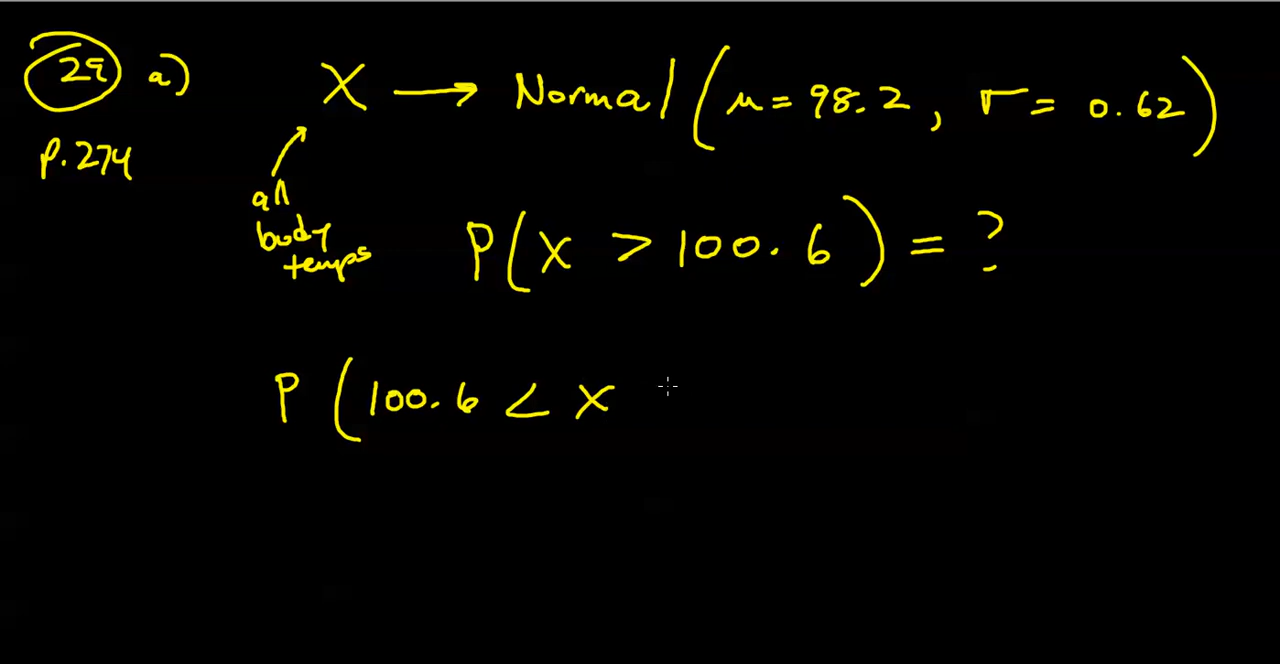 29 a) X → Normal (μ = 98.2, σ = 0.62)
p.274
all
body
temps
P(X > 100.6) = ?
P (100.6 < X